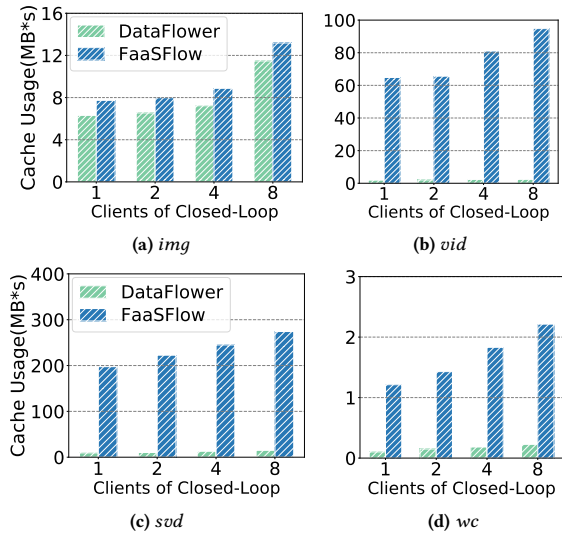 16
12
8
4
0
Cache Usage(MB*s)
DataFlower
FaaSFlow
1 2 4 8
Clients of Closed-Loop
(a) img
100
80
60
40
20
0
1 2 4 8
Clients of Closed-Loop
(b) vid
400
300
200
100
0
Cache Usage(MB*s)
DataFlower
FaaSFlow
1 2 4 8
Clients of Closed-Loop
(c) svd
3
2
1
0
1 2 4 8
Clients of Closed-Loop
(d) wc